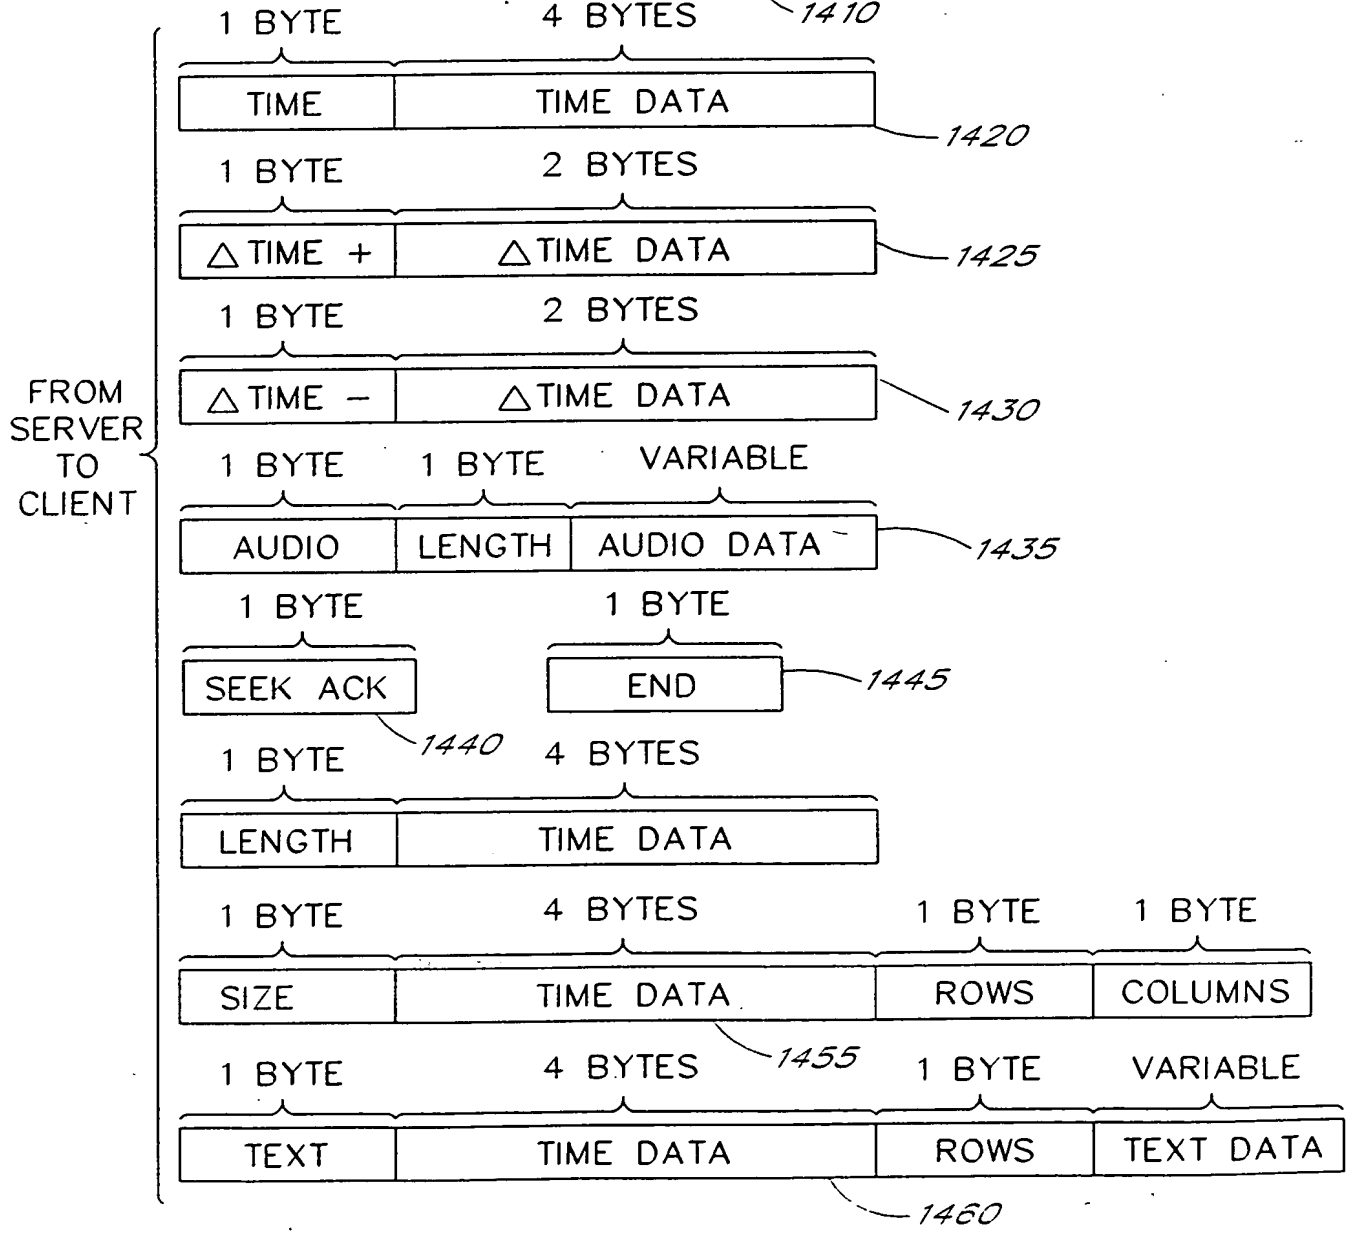 1410
1 BYTE 4 BYTES
TIME TIME DATA
1420
1 BYTE 2 BYTES
△ TIME + △ TIME DATA
1425
1 BYTE 2 BYTES
△ TIME - △ TIME DATA
1430
FROM
SERVER
TO
CLIENT
1 BYTE 1 BYTE VARIABLE
AUDIO LENGTH AUDIO DATA
1435
1 BYTE 1 BYTE
SEEK ACK END
1445
1440
1 BYTE 4 BYTES
LENGTH TIME DATA
1 BYTE 4 BYTES 1 BYTE 1 BYTE
SIZE TIME DATA ROWS COLUMNS
1455
1 BYTE 4 BYTES 1 BYTE VARIABLE
TEXT TIME DATA ROWS TEXT DATA
1460